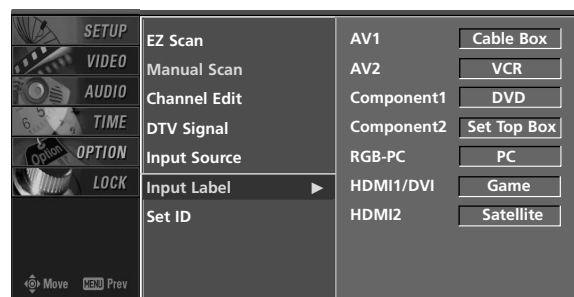 SETUP
VIDEO
AUDIO
TIME
OPTION
LOCK
Move MENU Prev
EZ Scan
Manual Scan
Channel Edit
DTV Signal
Input Source
Input Label ▶
Set ID
AV1 Cable Box
AV2 VCR
Component1 DVD
Component2 Set Top Box
RGB-PC PC
HDMI1/DVI Game
HDMI2 Satellite